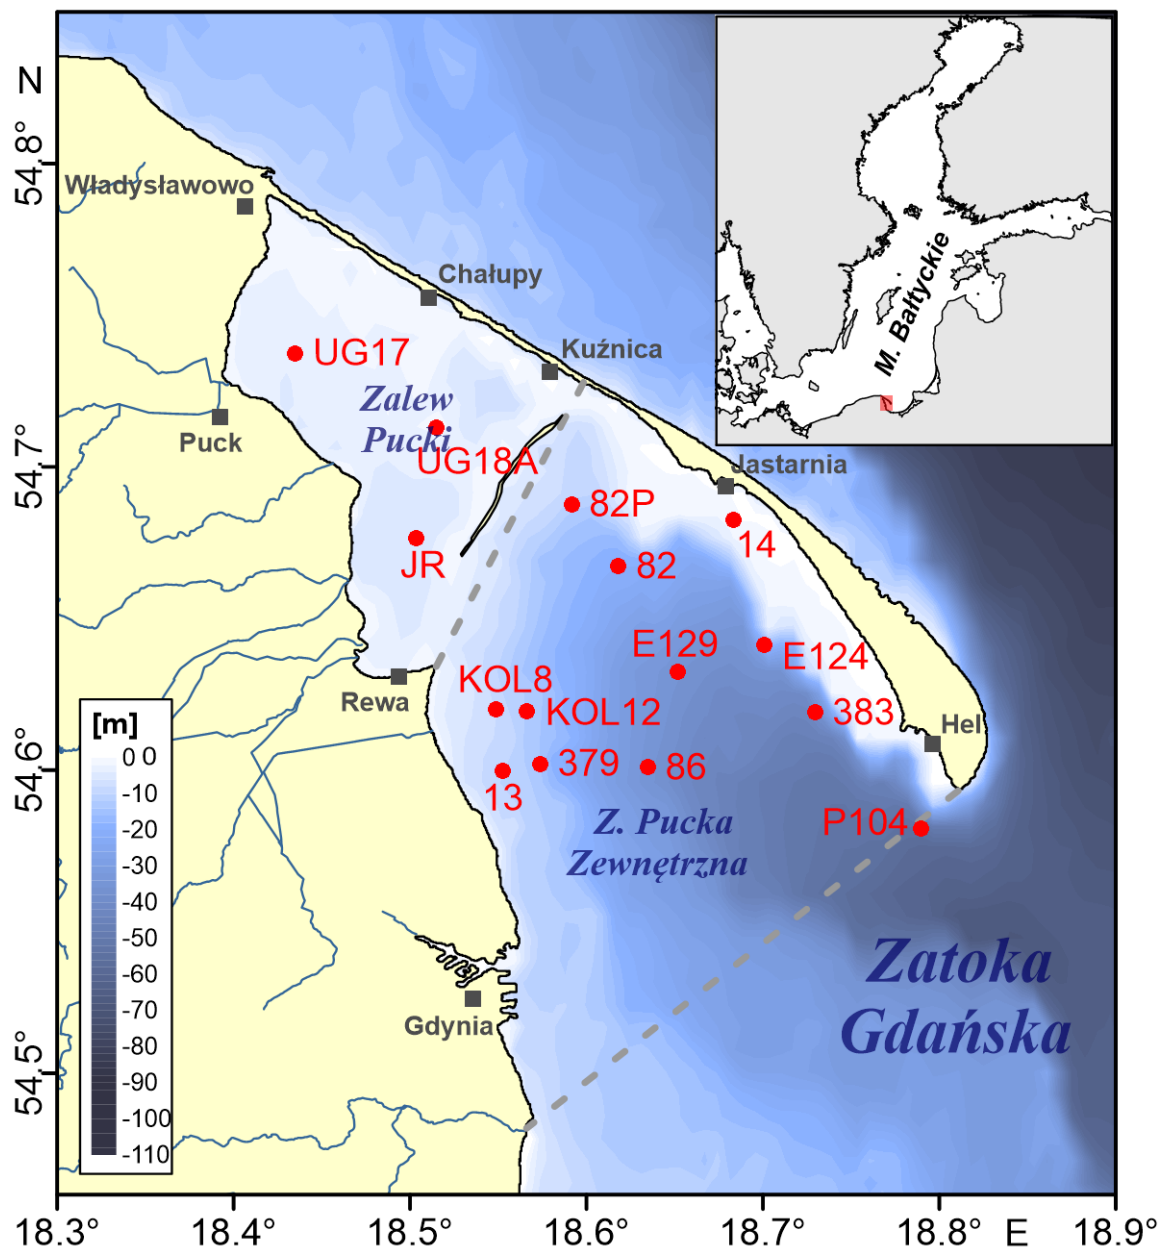 N
54.8°
54.7°
54.6°
54.5°
Władysławowo
Chałupy
Kuźnica
UG17
Zalew
Pucki
Puck
UG18A
Jastarnia
82P
14
JR
82
E129
E124
KOL8
KOL12
383
Rewa
Hel
379
86
13
P104
Z. Pucka
Zewnętrzna
Zatoka
Gdańska
Gdynia
M. Bałtyckie
[m]
0 0
-10
-20
-30
-40
-50
-60
-70
-80
-90
-100
-110
18.3°
18.4°
18.5°
18.6°
18.7°
18.8°
E
18.9°